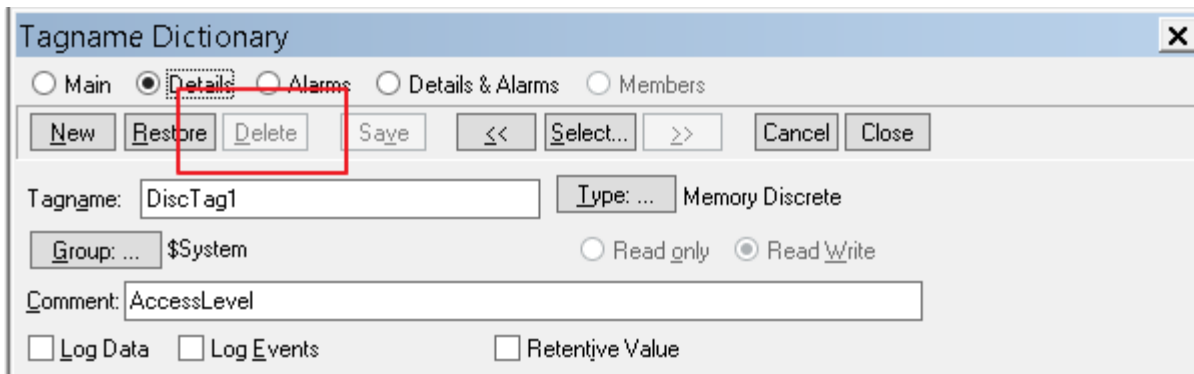 Tagname Dictionary
Main Details Alarms Details & Alarms Members
New Restore Delete Save << Select... >> Cancel Close
Tagname: DiscTag1 Type: ... Memory Discrete
Group: ... $System Read only Read Write
Comment: AccessLevel
Log Data Log Events Retentive Value